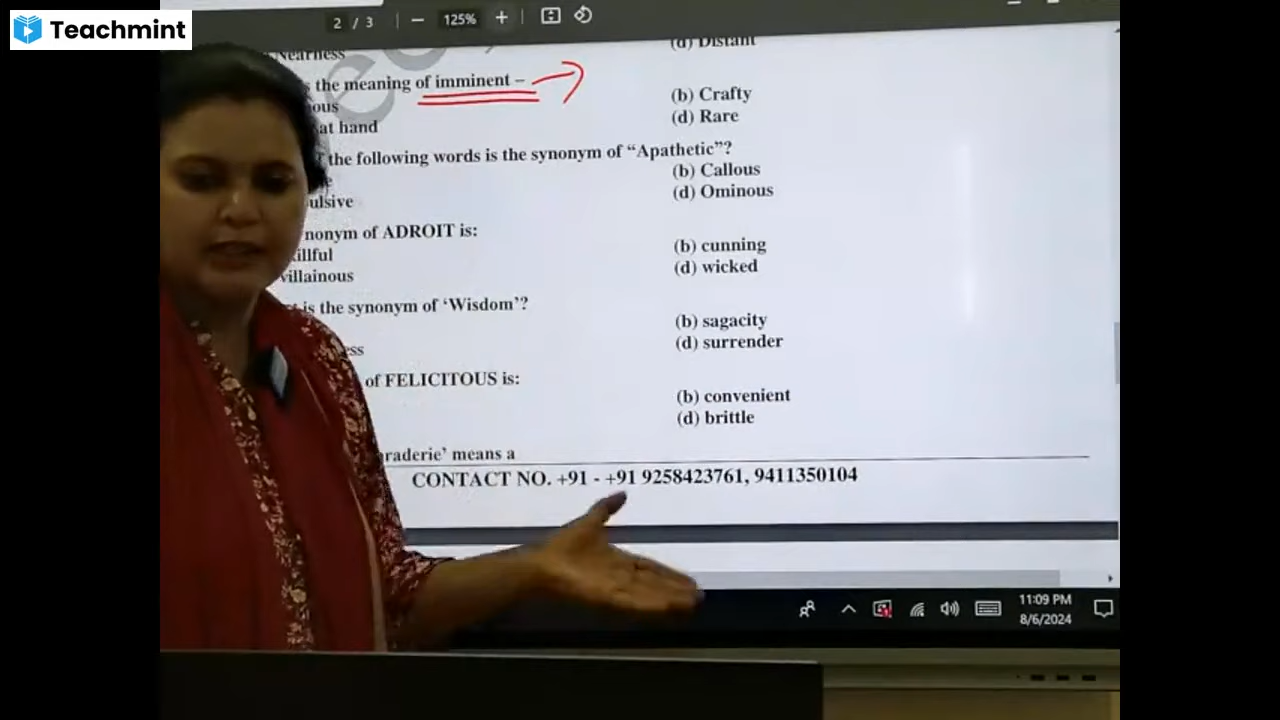 Teachmint
2 / 3 125%
Nearness (d) Distant
the meaning of imminent –
ous (b) Crafty
at hand (d) Rare
the following words is the synonym of “Apathetic”?
(b) Callous
ulsive (d) Ominous
nonym of ADROIT is:
illful (b) cunning
villainous (d) wicked
is the synonym of ‘Wisdom’?
(b) sagacity
ess (d) surrender
of FELICITOUS is:
(b) convenient
(d) brittle
raderie’ means a
CONTACT NO. +91 - +91 9258423761, 9411350104
11:09 PM
8/6/2024